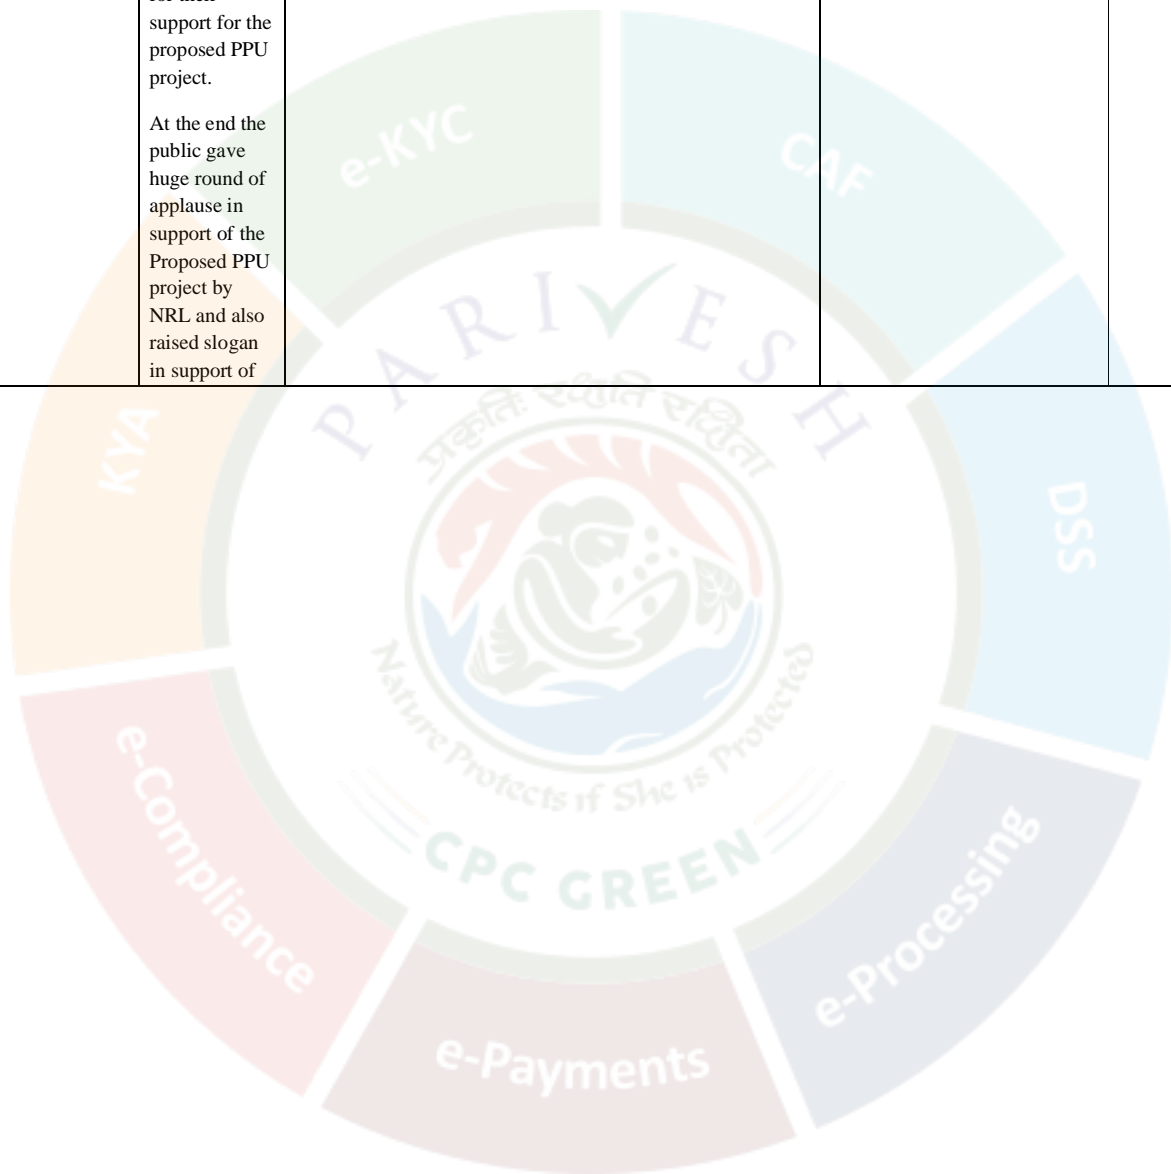 support for the
proposed PPU
project.
At the end the
public gave
huge round of
applause in
support of the
Proposed PPU
project by
NRL and also
raised slogan
in support of
e-KYC
CAF
PARIVESH
KYA
DSS
प्रकृतिः रक्षति रक्षिता
Nature Protects if She is Protected
CPC GREEN
e-Compliance
e-Processing
e-Payments